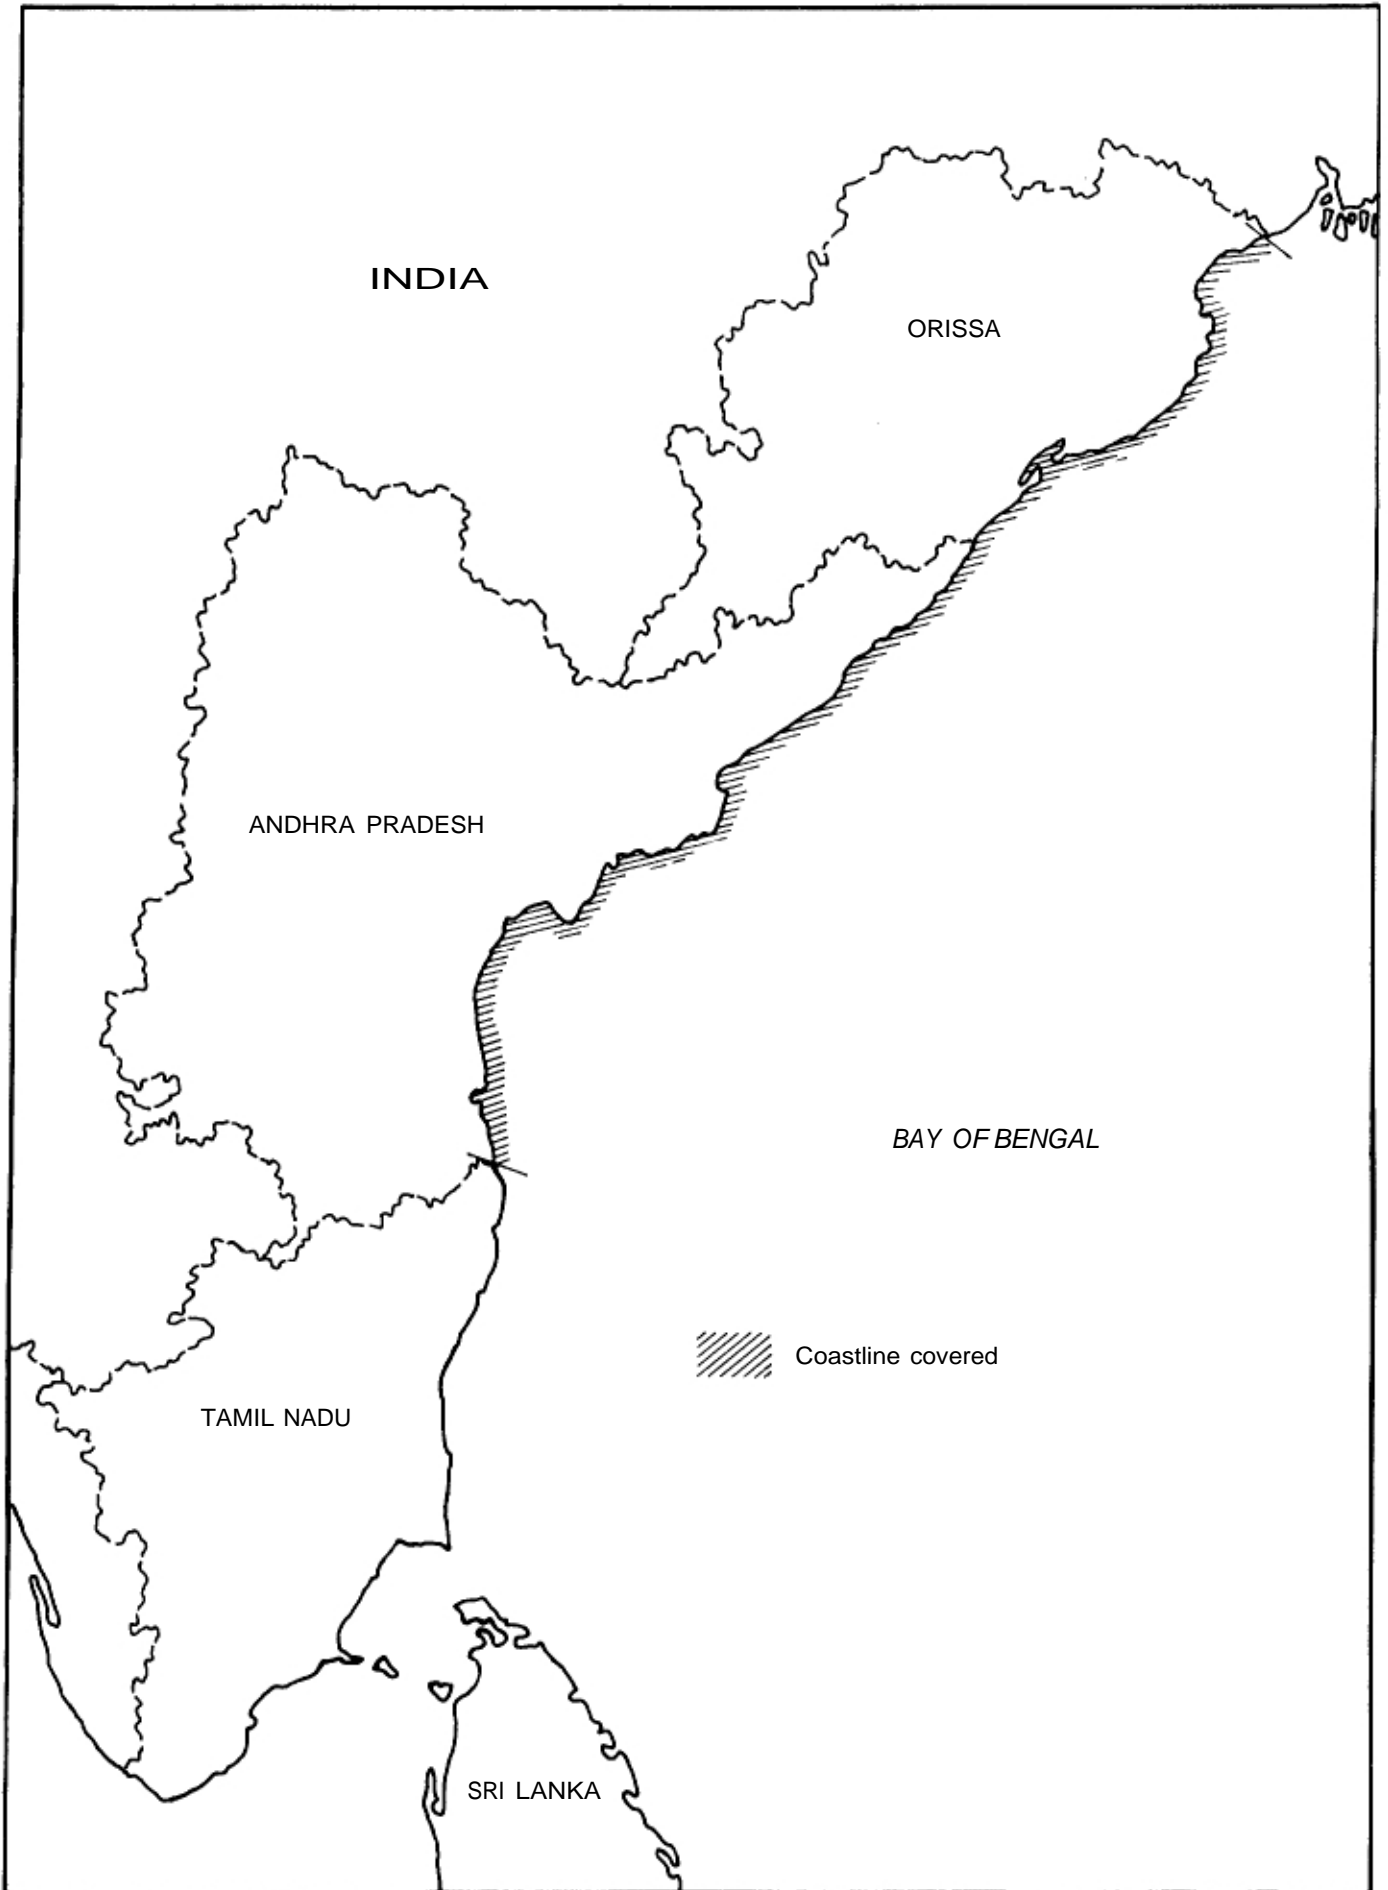 INDIA
ORISSA
ANDHRA PRADESH
BAY OF BENGAL
Coastline covered
TAMIL NADU
SRI LANKA